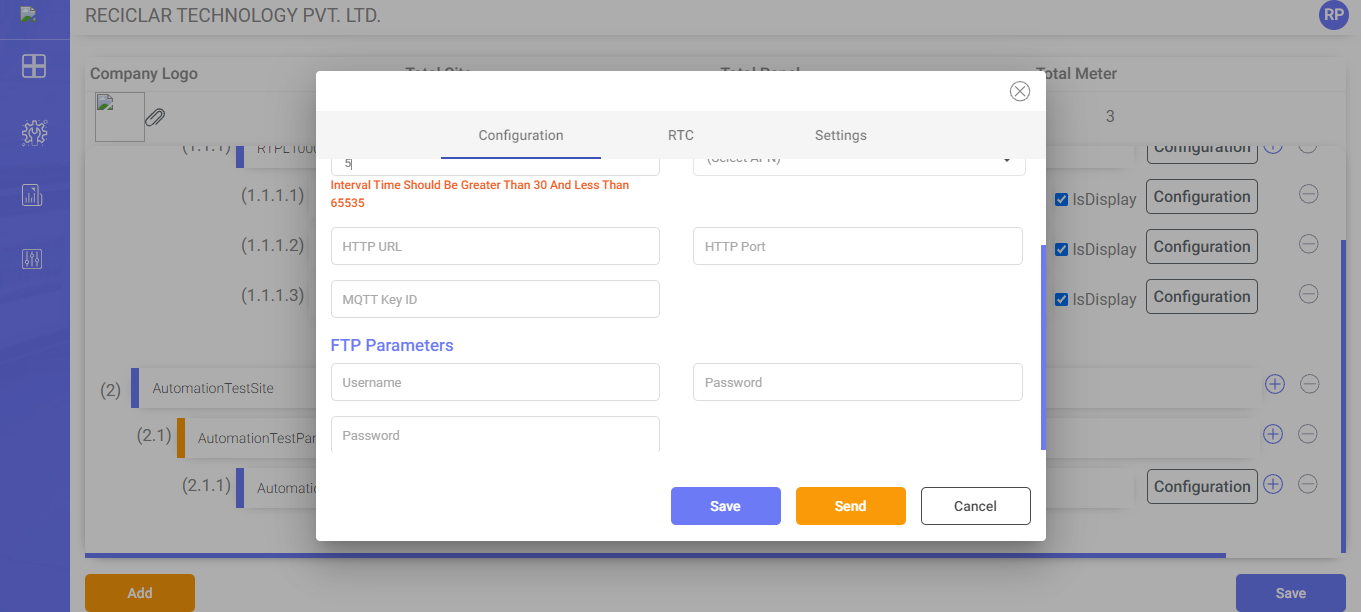 RECICLAR TECHNOLOGY PVT. LTD.
RP
Company Logo
Total Site
Total Panel
Total Meter
3
Configuration
RTC
Settings
(1.1.1)
RTPL1000
Configuration
5
(Select APN)
Interval Time Should Be Greater Than 30 And Less Than
65535
(1.1.1.1)
IsDisplay
Configuration
HTTP URL
HTTP Port
(1.1.1.2)
IsDisplay
Configuration
MQTT Key ID
(1.1.1.3)
IsDisplay
Configuration
FTP Parameters
Username
Password
(2)
AutomationTestSite
Password
(2.1)
AutomationTestPar
(2.1.1)
Automati
Configuration
Save
Send
Cancel
Add
Save